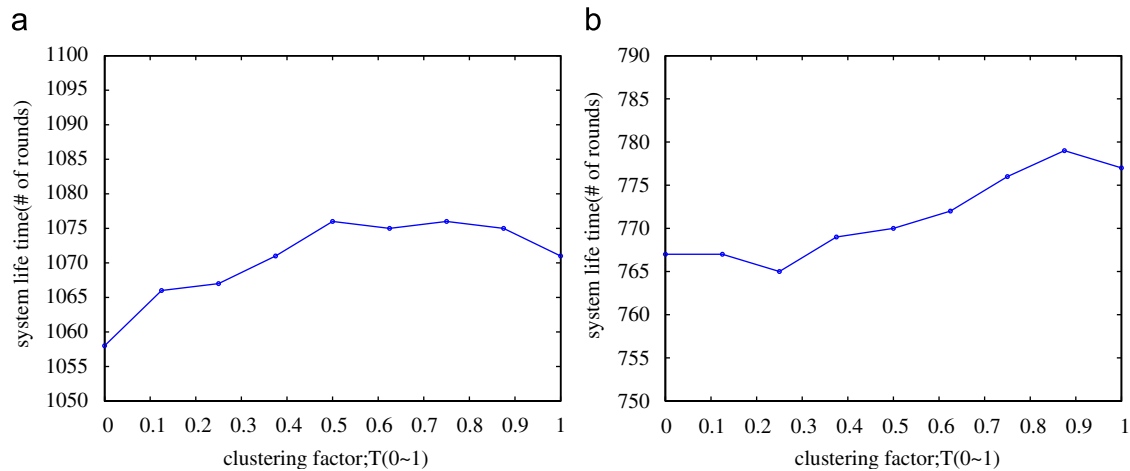 a
1100
1095
1090
1085
1080
1075
1070
1065
1060
1055
1050
system life time(# of rounds)
0 0.1 0.2 0.3 0.4 0.5 0.6 0.7 0.8 0.9 1
clustering factor;T(0~1)
b
790
785
780
775
770
765
760
755
750
system life time(# of rounds)
0 0.1 0.2 0.3 0.4 0.5 0.6 0.7 0.8 0.9 1
clustering factor;T(0~1)